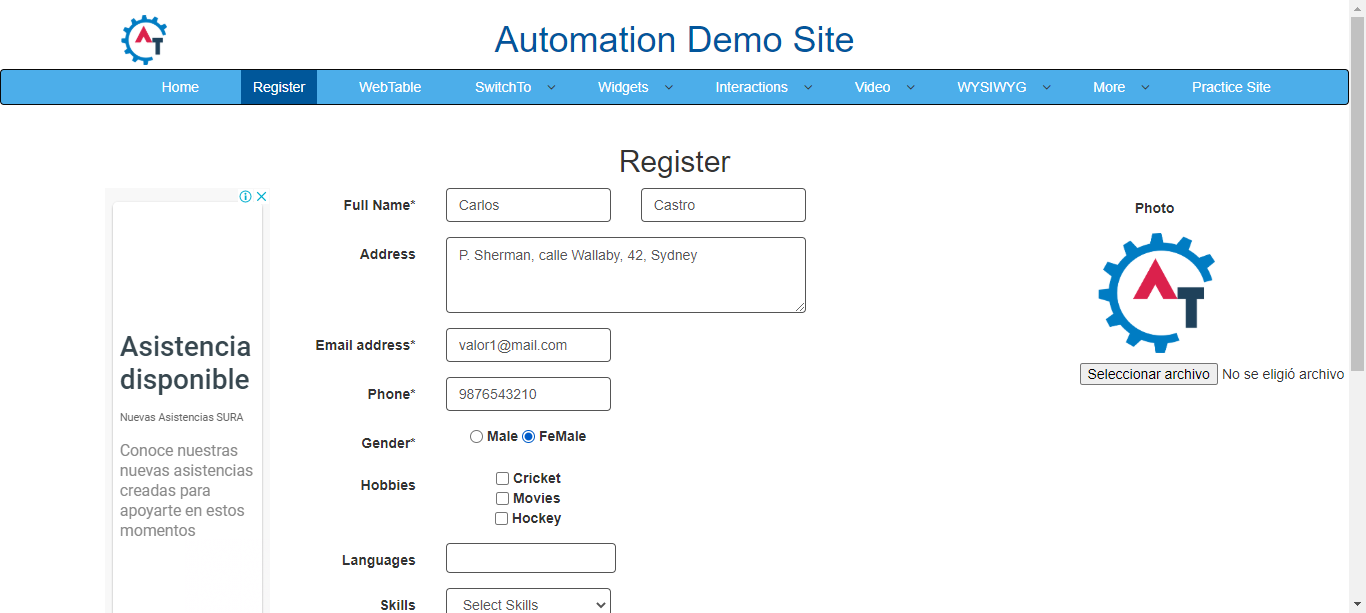 AT
Automation Demo Site
Home Register WebTable SwitchTo Widgets Interactions Video WYSIWYG More Practice Site
Register
Full Name* Carlos Castro
Photo
Address P. Sherman, calle Wallaby, 42, Sydney
AT
Email address* valor1@mail.com
Seleccionar archivo No se eligió archivo
Phone* 9876543210
Gender* Male FeMale
Hobbies Cricket
Movies
Hockey
Languages
Skills Select Skills
Asistencia
disponible
Nuevas Asistencias SURA
Conoce nuestras
nuevas asistencias
creadas para
apoyarte en estos
momentos